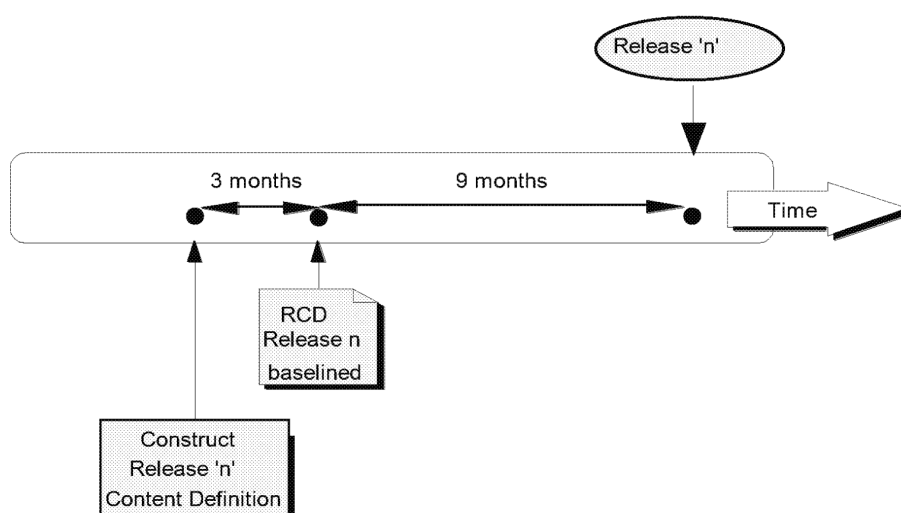 Release 'n'
3 months
9 months
Time
RCD
Release n
baselined
Construct
Release 'n'
Content Definition